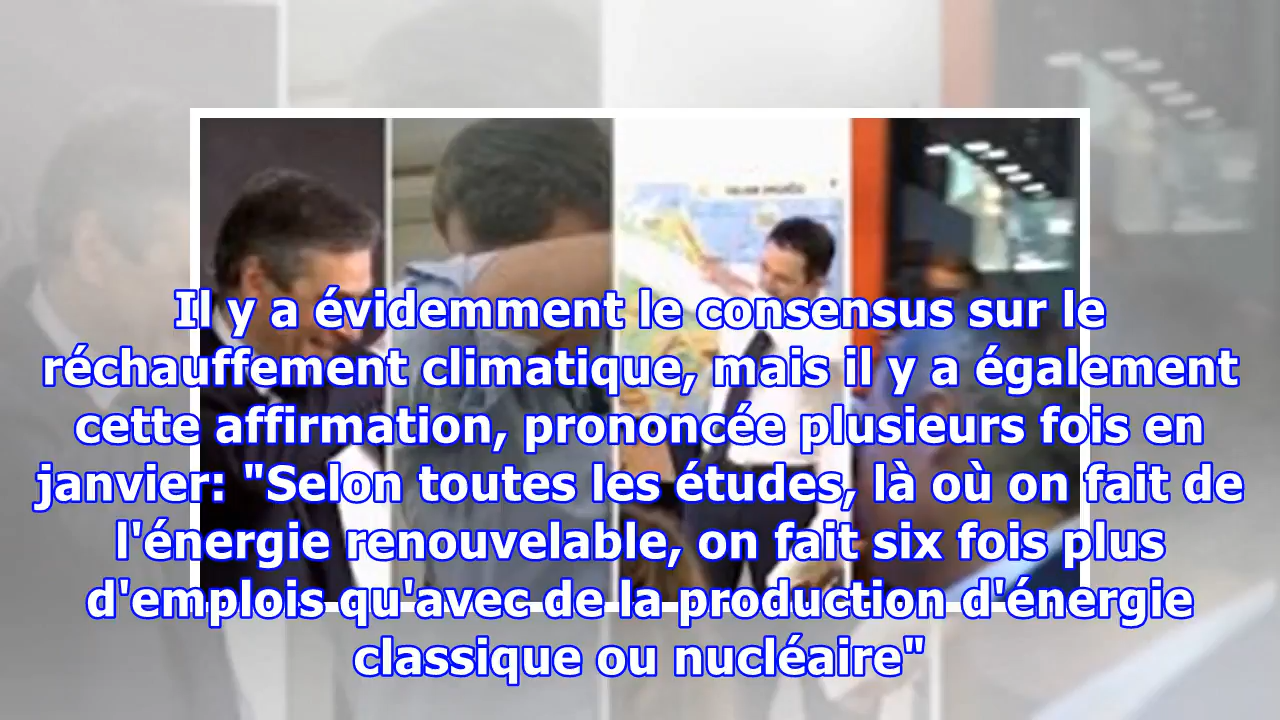 Il y a évidemment le consensus sur le
réchauffement climatique, mais il y a également
cette affirmation, prononcée plusieurs fois en
janvier: "Selon toutes les études, là où on fait de
l'énergie renouvelable, on fait six fois plus
d'emplois qu'avec de la production d'énergie
classique ou nucléaire"